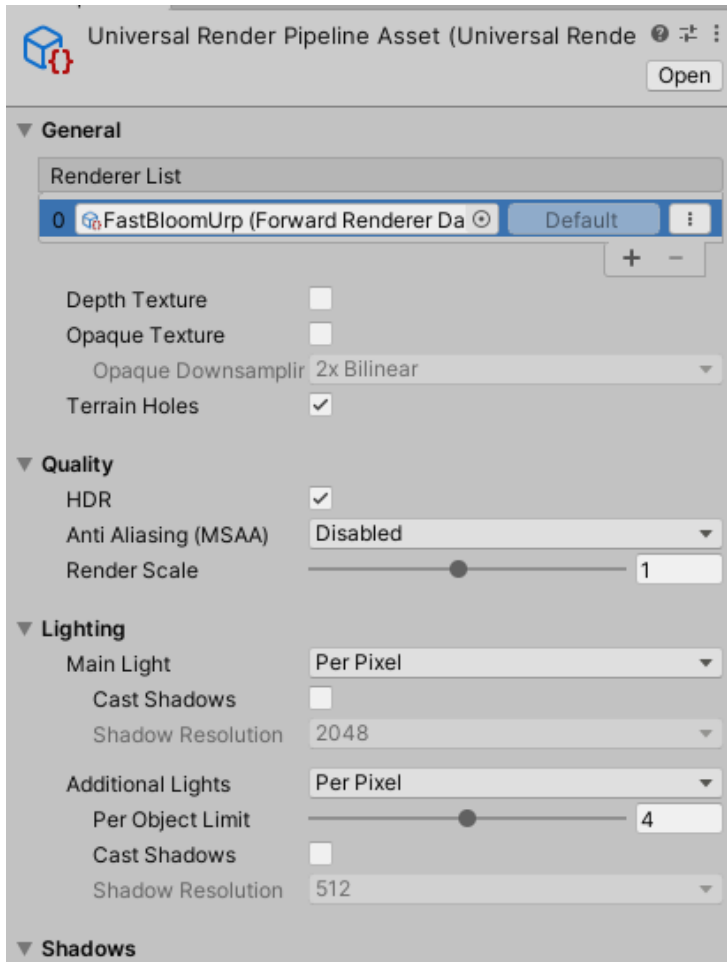 Universal Render Pipeline Asset (Universal Rende
Open
General
Renderer List
0 FastBloomUrp (Forward Renderer Da Default
Depth Texture
Opaque Texture
Opaque Downsamplir 2x Bilinear
Terrain Holes
Quality
HDR
Anti Aliasing (MSAA) Disabled
Render Scale 1
Lighting
Main Light Per Pixel
Cast Shadows
Shadow Resolution 2048
Additional Lights Per Pixel
Per Object Limit 4
Cast Shadows
Shadow Resolution 512
Shadows